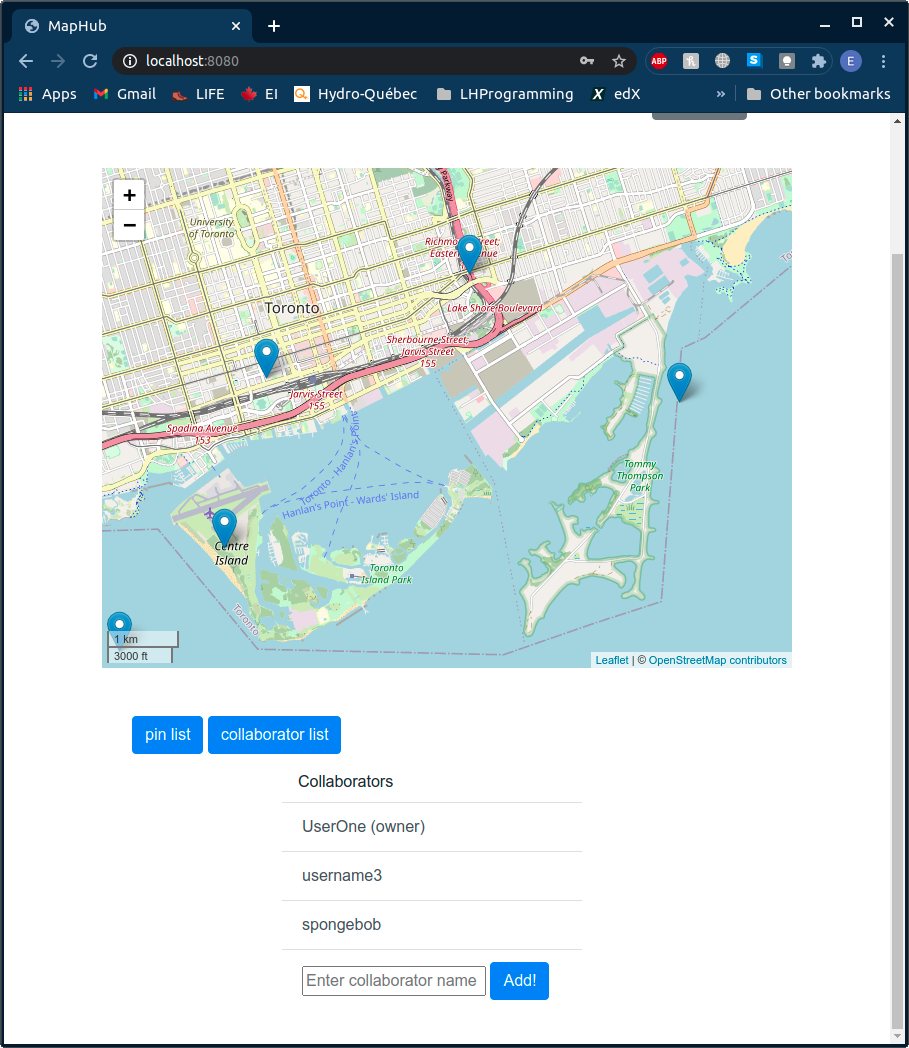 MapHub
localhost:8080
ABP
S
E
Apps
Gmail
LIFE
EI
Hydro-Québec
LHProgramming
X
edX
»
Other bookmarks
+
−
University
of Toronto
Parkway
Richmond Street;
Eastern Avenue
Toronto
Lake Shore Boulevard
Sherbourne Street;
Jarvis Street
155
Jarvis Street
155
Spadina Avenue
153
Toronto - Hanlan's Point
Hanlan's Point - Wards' Island
Tommy
Thompson
Park
Centre
Island
Toronto
Island Park
Toronto
1 km
3000 ft
Leaflet | © OpenStreetMap contributors
pin list
collaborator list
Collaborators
UserOne (owner)
username3
spongebob
Enter collaborator name
Add!